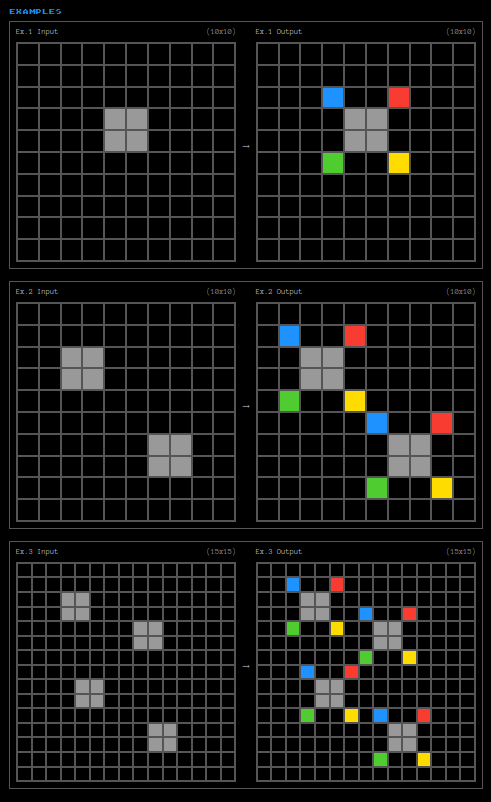 EXAMPLES
Ex.1 Input (10x10) Ex.1 Output (10x10)
→
Ex.2 Input (10x10) Ex.2 Output (10x10)
→
Ex.3 Input (15x15) Ex.3 Output (15x15)
→